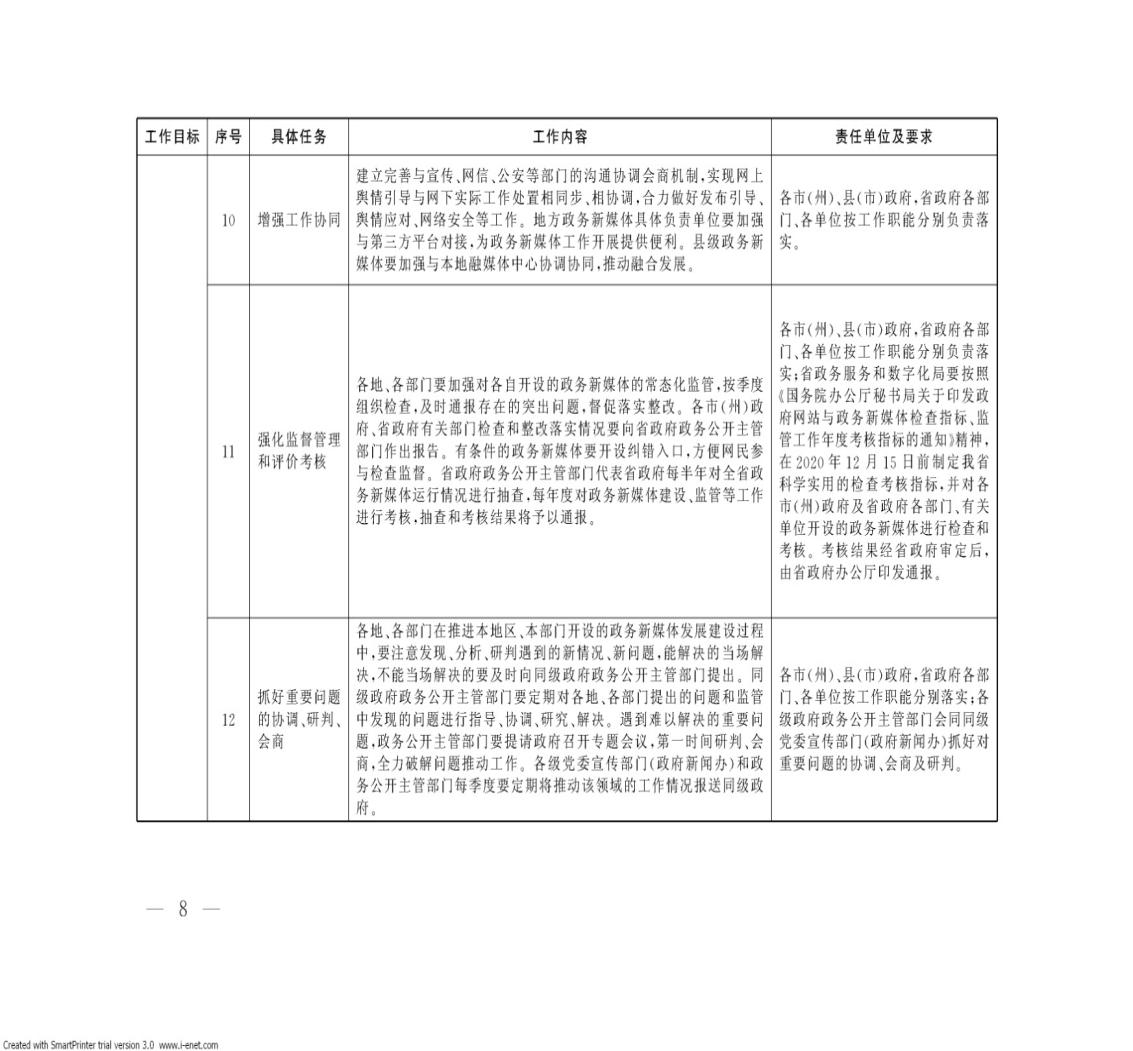 工作目标 序号 具体任务 工作内容 责任单位及要求
10
增强工作协同
建立完善与宣传、网信、公安等部门的沟通协调会商机制,实现网上
舆情引导与网下实际工作处置相同步、相协调,合力做好发布引导、
舆情应对、网络安全等工作。地方政务新媒体具体负责单位要加强
与第三方平台对接,为政务新媒体工作开展提供便利。县级政务新
媒体要加强与本地融媒体中心协调协同,推动融合发展。
各市(州)、县(市)政府,省政府各部
门、各单位按工作职能分别负责落
实。
11
强化监督管理
和评价考核
各地、各部门要加强对各自开设的政务新媒体的常态化监管,按季度
组织检查,及时通报存在的突出问题,督促落实整改。各市(州)政
府、省政府有关部门检查和整改落实情况要向省政府政务公开主管
部门作出报告。有条件的政务新媒体要开设纠错入口,方便网民参
与检查监督。省政府政务公开主管部门代表省政府每半年对全省政
务新媒体运行情况进行抽查,每年度对政务新媒体建设、监管等工作
进行考核,抽查和考核结果将予以通报。
各市(州)、县(市)政府,省政府各部
门、各单位按工作职能分别负责落
实;省政务服务和数字化局要按照
《国务院办公厅秘书局关于印发政
府网站与政务新媒体检查指标、监
管工作年度考核指标的通知》精神,
在2020年12月15日前制定我省
科学实用的检查考核指标,并对各
市(州)政府及省政府各部门、有关
单位开设的政务新媒体进行检查和
考核。考核结果经省政府审定后,
由省政府办公厅印发通报。
12
抓好重要问题
的协调、研判、
会商
各地、各部门在推进本地区、本部门开设的政务新媒体发展建设过程
中,要注意发现、分析、研判遇到的新情况、新问题,能解决的当场解
决,不能当场解决的要及时向同级政府政务公开主管部门提出。同
级政府政务公开主管部门要定期对各地、各部门提出的问题和监管
中发现的问题进行指导、协调、研究、解决。遇到难以解决的重要问
题,政务公开主管部门要提请政府召开专题会议,第一时间研判、会
商,全力破解问题推动工作。各级党委宣传部门(政府新闻办)和政
务公开主管部门每季度要定期将推动该领域的工作情况报送同级政
府。
各市(州)、县(市)政府,省政府各部
门、各单位按工作职能分别落实;各
级政府政务公开主管部门会同同级
党委宣传部门(政府新闻办)抓好对
重要问题的协调、会商及研判。
— 8 —
Created with SmartPrinter trial version 3.0 www.i-enet.com